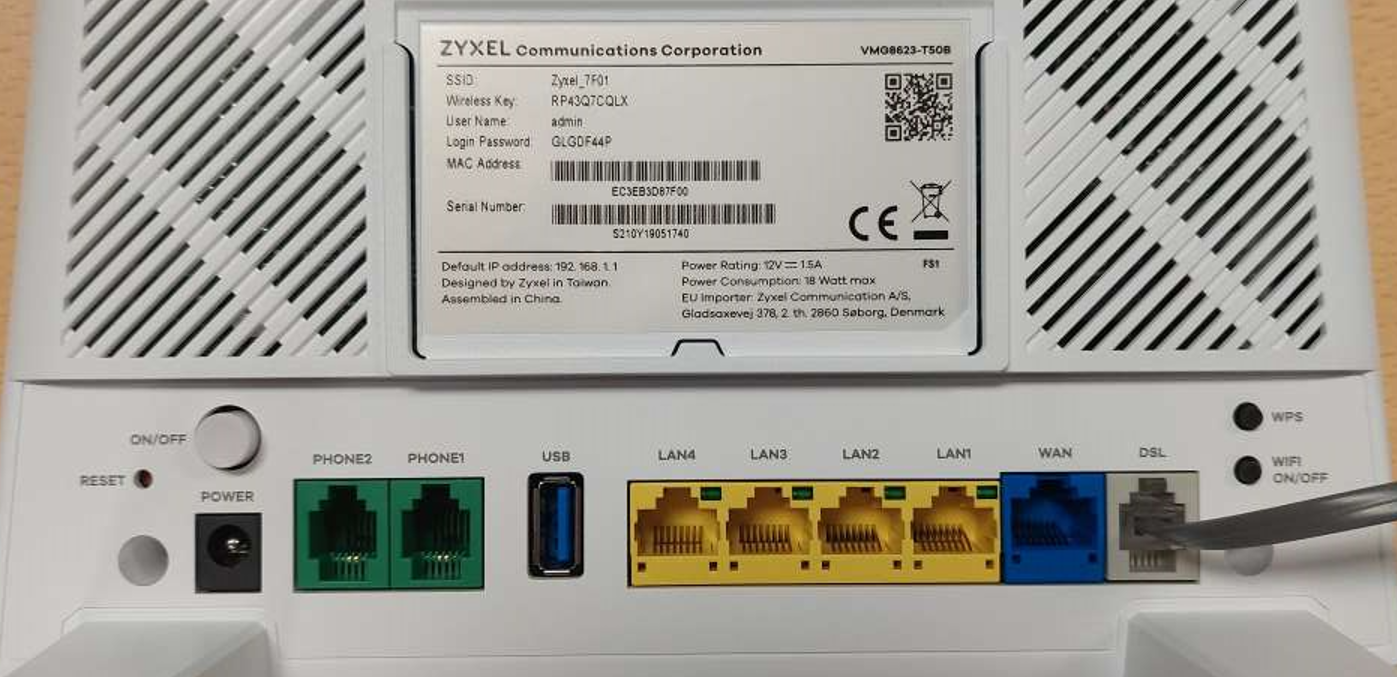 ZYXEL Communications Corporation
VMG8623-T50B
SSID: Zyxel_7F01
Wireless Key: RP43Q7CQLX
User Name: admin
Login Password: GLGDF44P
MAC Address:
EC3EB3D87F00
Serial Number:
S210Y19051740
CE
Default IP address: 192. 168. 1. 1
Designed by Zyxel in Taiwan.
Assembled in China.
Power Rating: 12V ⎓ 1.5A
FS1
Power Consumption: 18 Watt max
EU Importer: Zyxel Communication A/S,
Gladsaxevej 378, 2. th. 2860 Søborg, Denmark
ON/OFF
RESET
POWER
PHONE2
PHONE1
USB
LAN4
LAN3
LAN2
LAN1
WAN
DSL
WPS
WIFI
ON/OFF